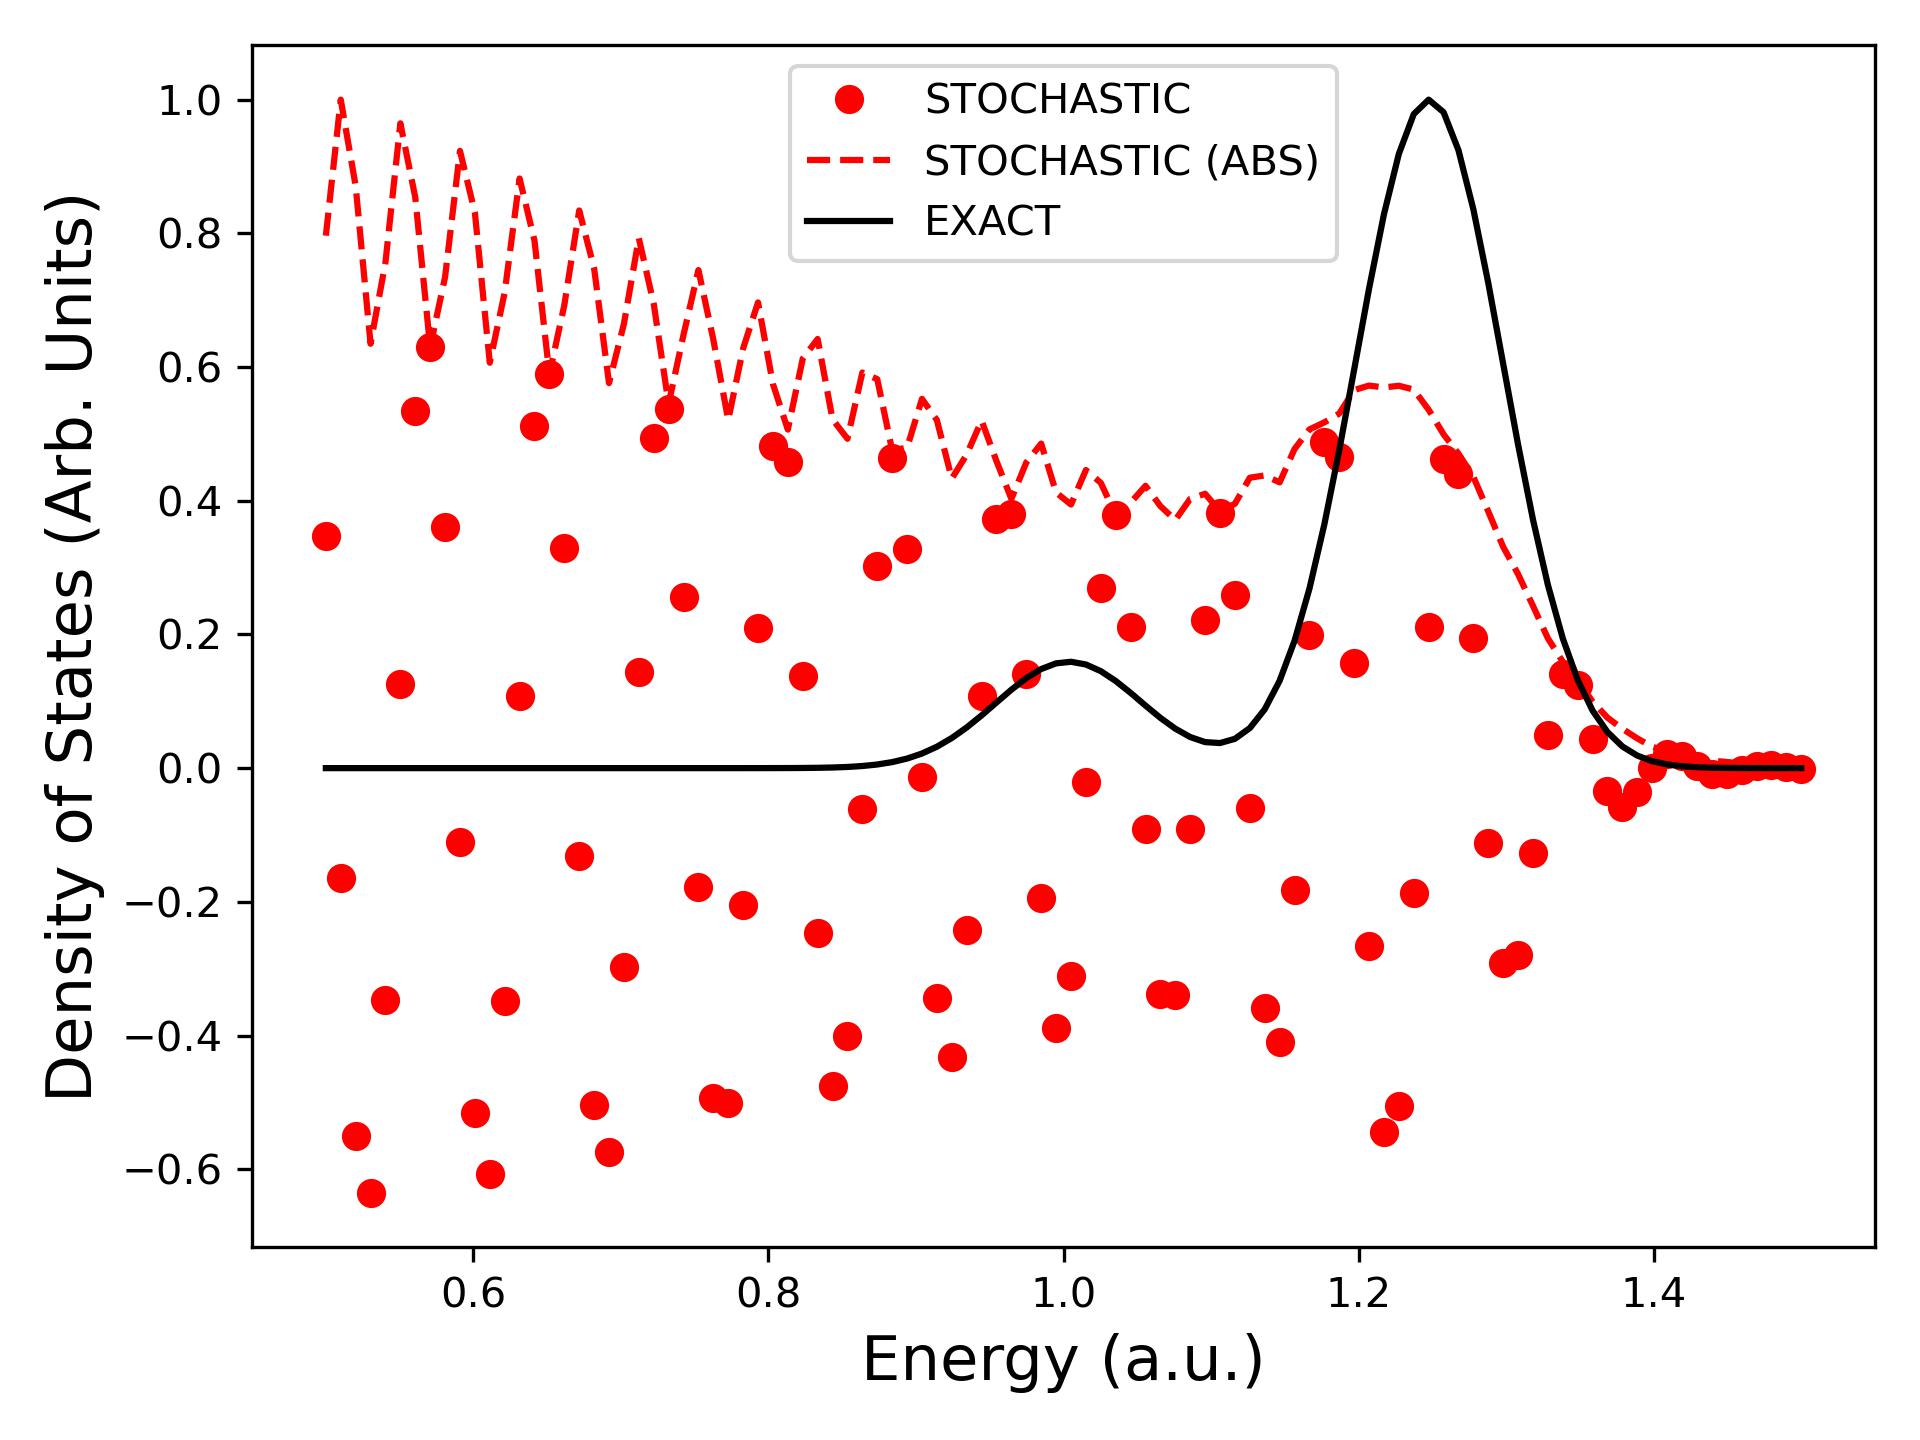 STOCHASTIC
STOCHASTIC (ABS)
EXACT
Density of States (Arb. Units)
1.0
0.8
0.6
0.4
0.2
0.0
−0.2
−0.4
−0.6
0.6 0.8 1.0 1.2 1.4
Energy (a.u.)